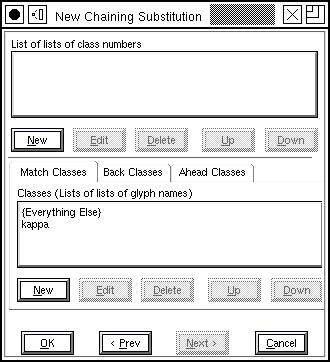 New Chaining Substitution
List of lists of class numbers
New Edit Delete Up Down
Match Classes Back Classes Ahead Classes
Classes (Lists of lists of glyph names)
{Everything Else}
kappa
New Edit Delete Up Down
OK < Prev Next > Cancel